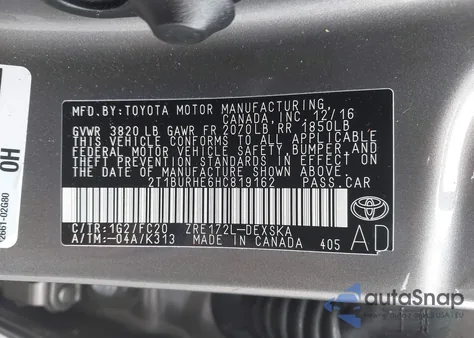 MFD. BY: TOYOTA MOTOR MANUFACTURING,
CANADA, INC. 12/16
GVWR 3820 LB GAWR FR 2070LB RR 1850LB
THIS VEHICLE CONFORMS TO ALL APPLICABLE
FEDERAL MOTOR VEHICLE SAFETY, BUMPER, AND
THEFT PREVENTION STANDARDS IN EFFECT ON
THE DATE OF MANUFACTURE SHOWN ABOVE.
2T1BURHE6HC819162 PASS. CAR
C/TR: 1G2/FC20 ZRE172L-DEXSKA
A/TM: -04A/K313 MADE IN CANADA 405
AD
TOYOTA
OH
autoSnap